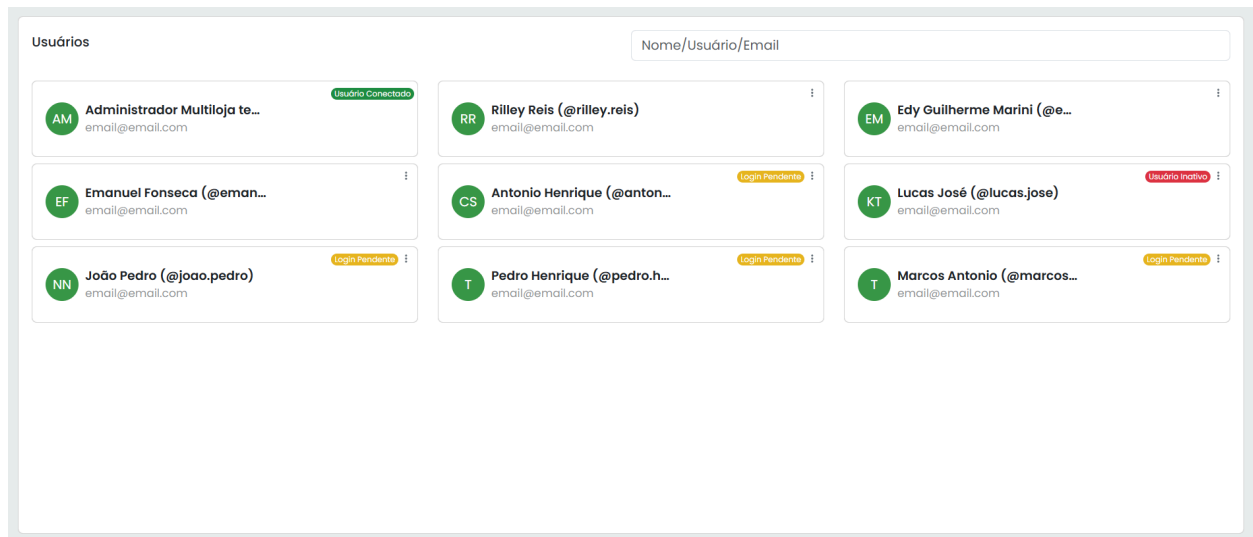 Usuários
Nome/Usuário/Email
Usuário Conectado
AM
Administrador Multiloja te...
email@email.com
RR
Rilley Reis (@rilley.reis)
email@email.com
EM
Edy Guilherme Marini (@e...
email@email.com
EF
Emanuel Fonseca (@eman...
email@email.com
Login Pendente
CS
Antonio Henrique (@anton...
email@email.com
Usuário Inativo
KT
Lucas José (@lucas.jose)
email@email.com
Login Pendente
NN
João Pedro (@joao.pedro)
email@email.com
Login Pendente
T
Pedro Henrique (@pedro.h...
email@email.com
Login Pendente
T
Marcos Antonio (@marcos...
email@email.com